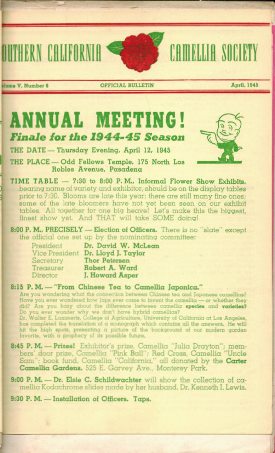 OUTHERN CALIFORNIA CAMELLIA SOCIETY
olume V, Number 6 OFFICIAL BULLETIN April, 1945
ANNUAL MEETING!
Finale for the 1944-45 Season
THE DATE — Thursday Evening, April 12, 1945
THE PLACE — Odd Fellows Temple, 175 North Los
Robles Avenue, Pasadena
TIME TABLE — 7:30 to 8:00 P. M., Informal Flower Show Exhibits,
bearing name of variety and exhibitor, should be on the display tables
prior to 7:30. Blooms are late this year; there are still many fine ones;
some of the late bloomers have not yet been seen on our exhibit
tables. All together for one big heave! Let's make this the biggest,
finest show yet. And THAT will take SOME doing.
8:00 P. M. PRECISELY — Election of Officers. There is no "slate" except
the official one set up by the nominating committee:
President Dr. David W. McLean
Vice President Dr. Lloyd J. Taylor
Secretary Thor Petersen
Treasurer Robert A. Ward
Director J. Howard Asper
8:15 P. M. — "From Chinese Tea to Camellia Japonica."
Are you wondering what the connection between Chinese tea and Japanese camellias?
Have you ever wondered how laps ever came to invent the camellia — or whether they
did? Are you hazy about the distinction between camellia species and varieties?
Do you ever wonder why we don't have hybrid camellias?
Dr. Walter E. Lammerts, College of Agriculture, University of California at Los Angeles,
has completed the translation of a monograph which contains all the answers. He will
hit the high spots, presenting a picture of the background of our modern garden
favorite, with a prophecy of its possible future.
8:45 P. M. — Prizes! Exhibitor's prize, Camellia "Julia Drayton"; mem-
bers' door prize, Camellia "Pink Ball"; Red Cross, Camellia "Uncle
Sam"; book fund, Camellia "California," all donated by the Carter
Camellia Gardens, 525 E. Garvey Ave., Monterey Park.
9:00 P. M. — Dr. Elsie C. Schildwachter will show the collection of ca-
mellia Kodachrome slides made by her husband, Dr. Kenneth I. Lewis.
9:30 P. M. — Installation of Officers. Taps.